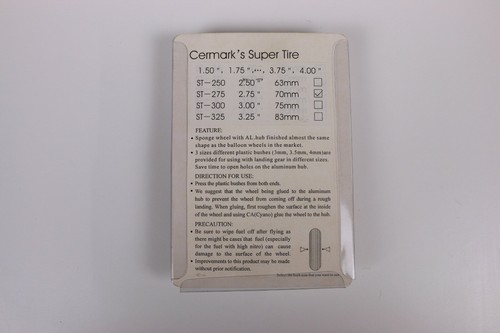 Cermark's Super Tire
1.50 ", 1.75 ",···, 3.75 ", 4.00 "
ST-250 2.50 " 63mm
ST-275 2.75 " 70mm
ST-300 3.00 " 75mm
ST-325 3.25 " 83mm
FEATURE:
• Sponge wheel with AL.hub finished almost the same
shape as the balloon wheels in the market.
• 3 sizes different plastic bushes (3mm, 3.5mm, 4mm)are
provided for using with landing gear in different sizes.
Save time to open holes on the aluminum hub.
DIRECTION FOR USE:
• Press the plastic bushes from both ends.
• We suggest that the wheel being glued to the aluminum
hub to prevent the wheel from coming off during a rough
landing. When gluing, first roughen the surface at the inside
of the wheel and using CA(Cyano) glue the wheel to the hub.
PRECAUTION:
• Be sure to wipe fuel off after flying as
there might be cases that fuel (especially
for the fuel with high nitro) can cause
damage to the surface of the wheel.
• Improvements to this product may be made
without prior notification.